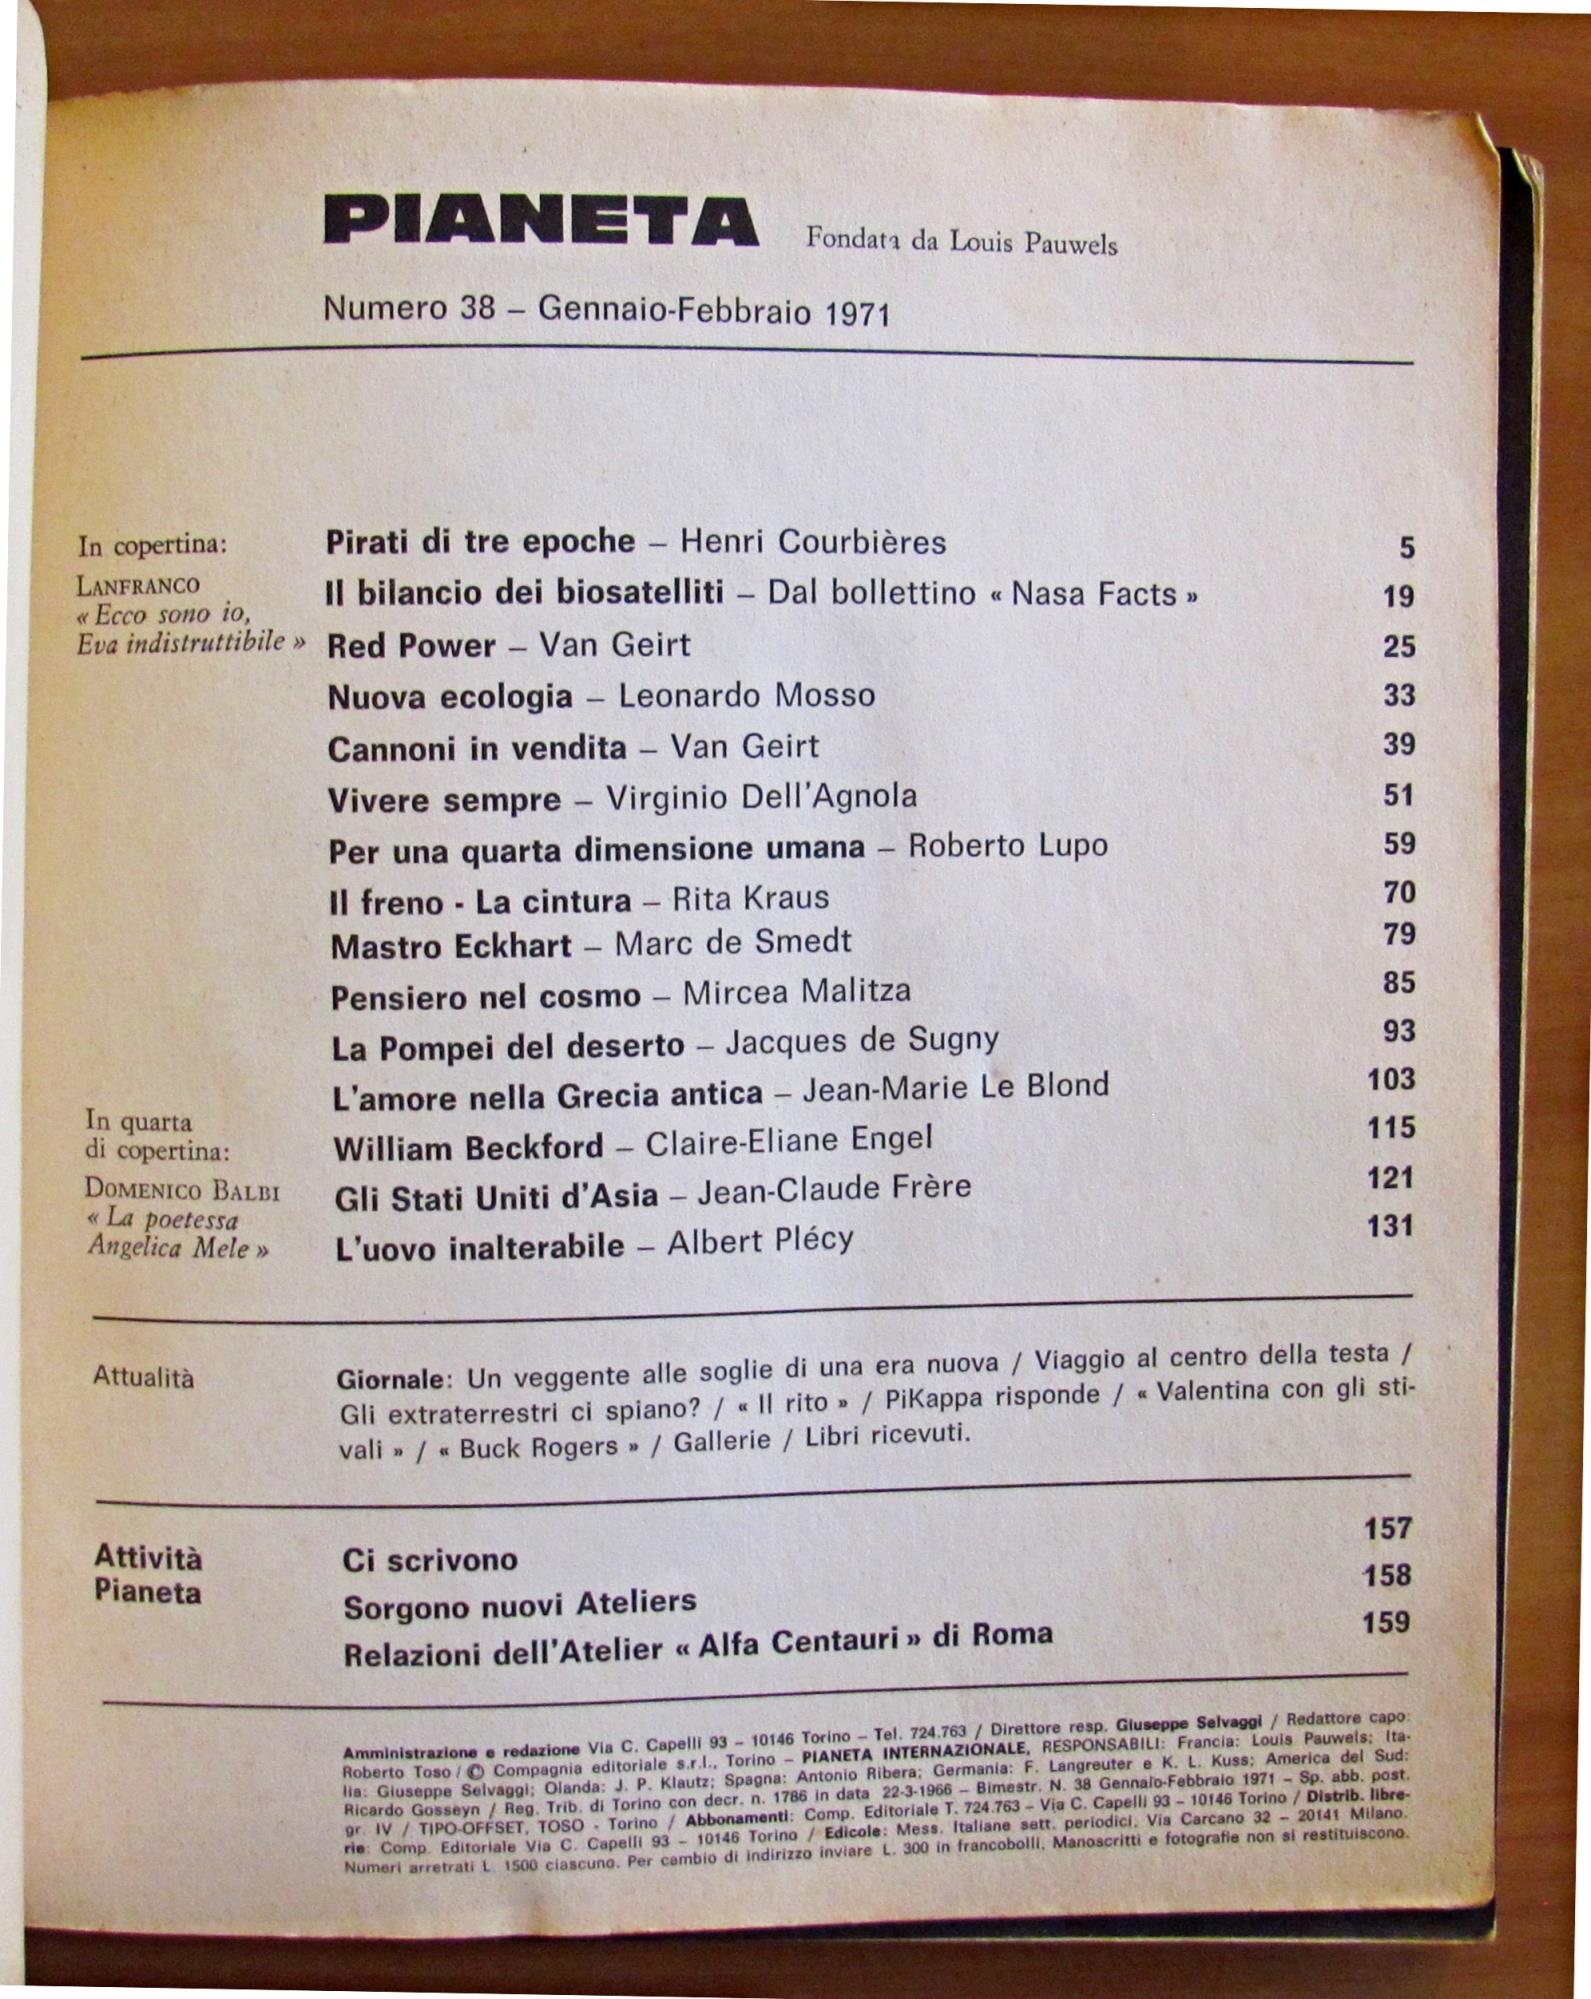 PIANETA Fondata da Louis Pauwels
Numero 38 – Gennaio-Febbraio 1971
In copertina:
LANFRANCO
« Ecco sono io,
Eva indistruttibile »
Pirati di tre epoche – Henri Courbières 5
Il bilancio dei biosatelliti – Dal bollettino « Nasa Facts » 19
Red Power – Van Geirt 25
Nuova ecologia – Leonardo Mosso 33
Cannoni in vendita – Van Geirt 39
Vivere sempre – Virginio Dell'Agnola 51
Per una quarta dimensione umana – Roberto Lupo 59
Il freno - La cintura – Rita Kraus 70
Mastro Eckhart – Marc de Smedt 79
Pensiero nel cosmo – Mircea Malitza 85
La Pompei del deserto – Jacques de Sugny 93
L'amore nella Grecia antica – Jean-Marie Le Blond 103
William Beckford – Claire-Eliane Engel 115
Gli Stati Uniti d'Asia – Jean-Claude Frère 121
L'uovo inalterabile – Albert Plécy 131
In quarta
di copertina:
DOMENICO BALBI
« La poetessa
Angelica Mele »
Attualità
Giornale: Un veggente alle soglie di una era nuova / Viaggio al centro della testa /
Gli extraterrestri ci spiano? / « Il rito » / PiKappa risponde / « Valentina con gli sti-
vali » / « Buck Rogers » / Gallerie / Libri ricevuti.
Attività
Pianeta
Ci scrivono 157
Sorgono nuovi Ateliers 158
Relazioni dell'Atelier « Alfa Centauri » di Roma 159
Amministrazione e redazione Via C. Capelli 93 – 10146 Torino – Tel. 724.763 / Direttore resp. Giuseppe Selvaggi / Redattore capo:
Roberto Toso / © Compagnia editoriale s.r.l., Torino – PIANETA INTERNAZIONALE, RESPONSABILI: Francia: Louis Pauwels; Ita-
lia: Giuseppe Selvaggi; Olanda: J. P. Klautz; Spagna: Antonio Ribera; Germania: F. Langreuter e K. L. Kuss; America del Sud:
Ricardo Gosseyn / Reg. Trib. di Torino con decr. n. 1786 in data 22-3-1966 – Bimestr. N. 38 Gennaio-Febbraio 1971 – Sp. abb. post.
gr. IV / TIPO-OFFSET, TOSO - Torino / Abbonamenti: Comp. Editoriale T. 724.763 – Via C. Capelli 93 – 10146 Torino / Distrib. libre-
rie: Comp. Editoriale Via C. Capelli 93 – 10146 Torino / Edicole: Mess. Italiane sett. periodici, Via Carcano 32 – 20141 Milano.
Numeri arretrati L. 1500 ciascuno. Per cambio di indirizzo inviare L. 300 in francobolli. Manoscritti e fotografie non si restituiscono.